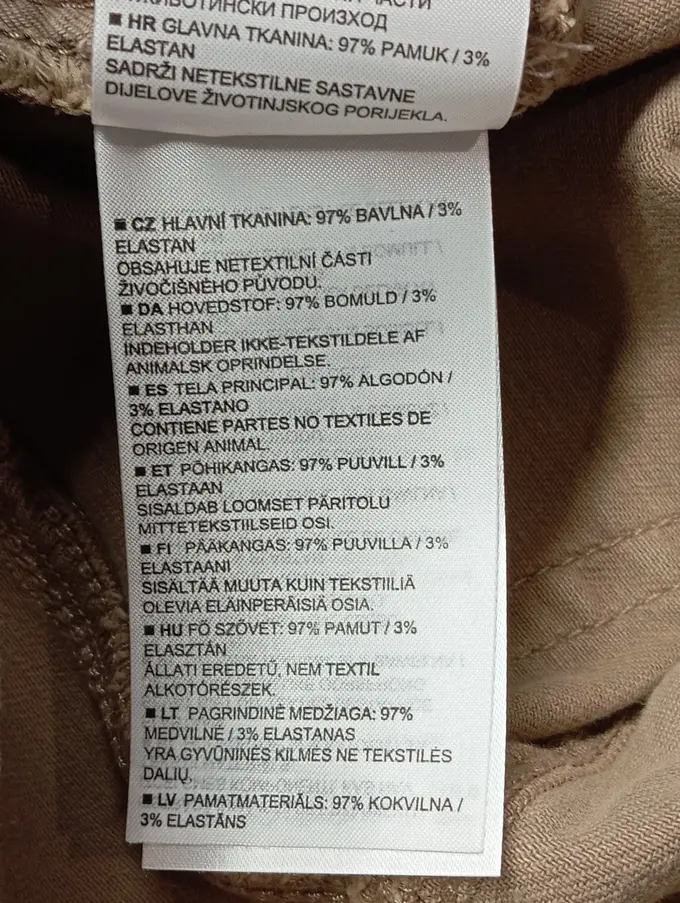 ЧАСТИ
ЖИВОТИНСКИ ПРОИЗХОД
■ HR GLAVNA TKANINA: 97% PAMUK / 3%
ELASTAN
SADRŽI NETEKSTILNE SASTAVNE
DIJELOVE ŽIVOTINJSKOG PORIJEKLA.
■ CZ HLAVNÍ TKANINA: 97% BAVLNA / 3%
ELASTAN
OBSAHUJE NETEXTILNÍ ČÁSTI
ŽIVOČIŠNÉHO PŮVODU.
■ DA HOVEDSTOF: 97% BOMULD / 3%
ELASTHAN
INDEHOLDER IKKE-TEKSTILDELE AF
ANIMALSK OPRINDELSE.
■ ES TELA PRINCIPAL: 97% ALGODÓN /
3% ELASTANO
CONTIENE PARTES NO TEXTILES DE
ORIGEN ANIMAL.
■ ET PÕHIKANGAS: 97% PUUVILL / 3%
ELASTAAN
SISALDAB LOOMSET PÄRITOLU
MITTETEKSTIILSEID OSI.
■ FI PÄÄKANGAS: 97% PUUVILLA / 3%
ELASTAANI
SISÄLTÄÄ MUUTA KUIN TEKSTIILIÄ
OLEVIA ELÄINPERÄISIÄ OSIA.
■ HU FŐ SZÖVET: 97% PAMUT / 3%
ELASZTÁN
ÁLLATI EREDETŰ, NEM TEXTIL
ALKOTÓRÉSZEK.
■ LT PAGRINDINĖ MEDŽIAGA: 97%
MEDVILNĖ / 3% ELASTANAS
YRA GYVŪNINĖS KILMĖS NE TEKSTILĖS
DALIŲ.
■ LV PAMATMATERIĀLS: 97% KOKVILNA /
3% ELASTĀNS